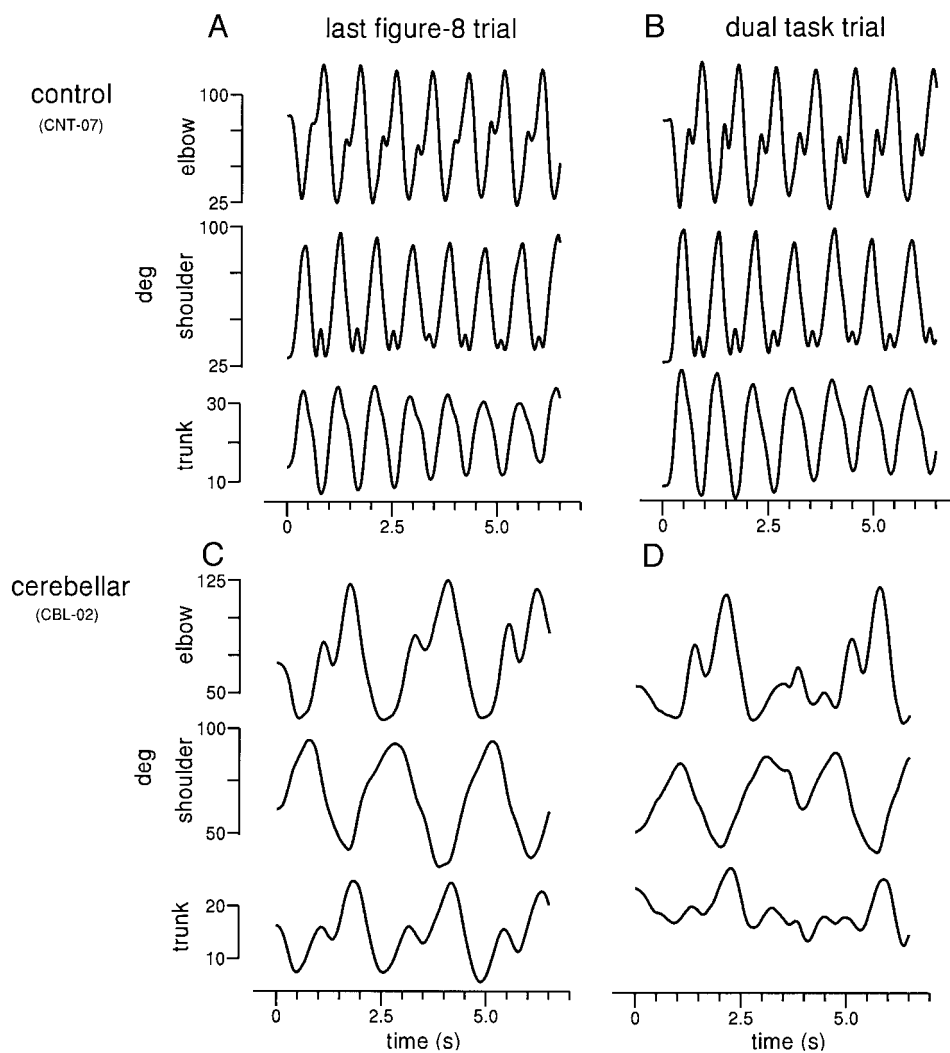 A last figure-8 trial
B dual task trial
control
(CNT-07)
100
elbow
25
100
deg
shoulder
25
30
trunk
10
0 2.5 5.0
0 2.5 5.0
C
D
cerebellar
(CBL-02)
125
elbow
50
100
deg
shoulder
50
20
trunk
10
0 2.5 5.0
time (s)
0 2.5 5.0
time (s)